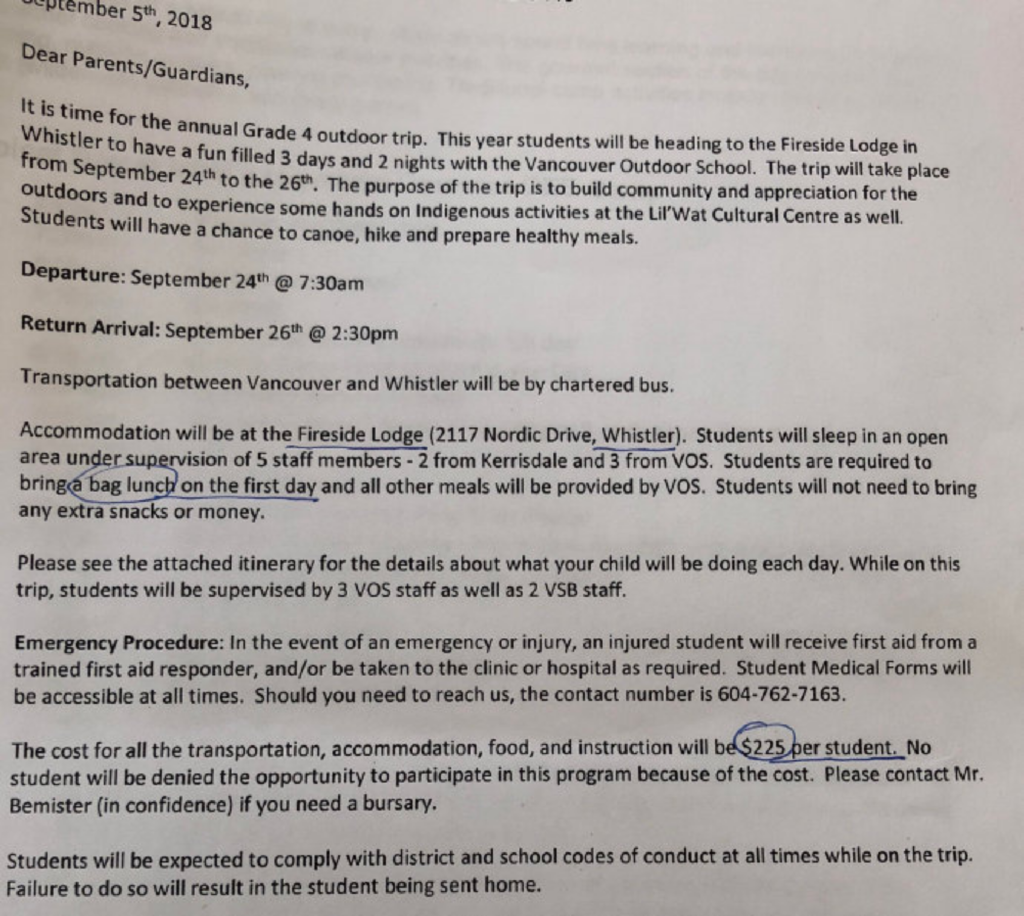 September 5th, 2018
Dear Parents/Guardians,
It is time for the annual Grade 4 outdoor trip. This year students will be heading to the Fireside Lodge in
Whistler to have a fun filled 3 days and 2 nights with the Vancouver Outdoor School. The trip will take place
from September 24th to the 26th. The purpose of the trip is to build community and appreciation for the
outdoors and to experience some hands on Indigenous activities at the Lil'Wat Cultural Centre as well.
Students will have a chance to canoe, hike and prepare healthy meals.
Departure: September 24th @ 7:30am
Return Arrival: September 26th @ 2:30pm
Transportation between Vancouver and Whistler will be by chartered bus.
Accommodation will be at the Fireside Lodge (2117 Nordic Drive, Whistler). Students will sleep in an open
area under supervision of 5 staff members - 2 from Kerrisdale and 3 from VOS. Students are required to
bring a bag lunch on the first day and all other meals will be provided by VOS. Students will not need to bring
any extra snacks or money.
Please see the attached itinerary for the details about what your child will be doing each day. While on this
trip, students will be supervised by 3 VOS staff as well as 2 VSB staff.
Emergency Procedure: In the event of an emergency or injury, an injured student will receive first aid from a
trained first aid responder, and/or be taken to the clinic or hospital as required. Student Medical Forms will
be accessible at all times. Should you need to reach us, the contact number is 604-762-7163.
The cost for all the transportation, accommodation, food, and instruction will be $225 per student. No
student will be denied the opportunity to participate in this program because of the cost. Please contact Mr.
Bemister (in confidence) if you need a bursary.
Students will be expected to comply with district and school codes of conduct at all times while on the trip.
Failure to do so will result in the student being sent home.